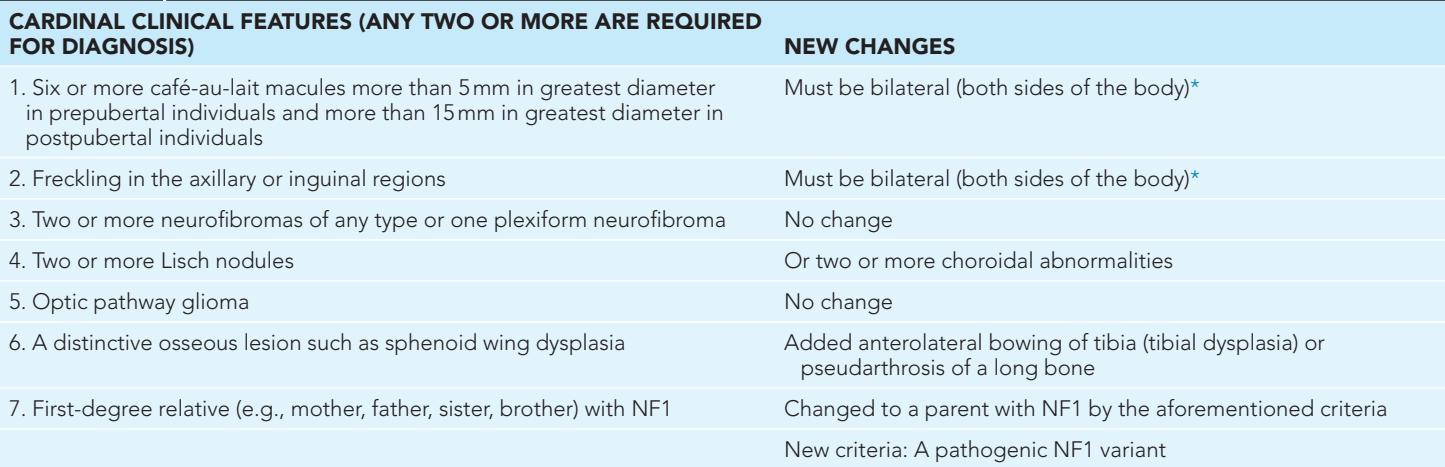 CARDINAL CLINICAL FEATURES (ANY TWO OR MORE ARE REQUIRED
FOR DIAGNOSIS)
NEW CHANGES
1. Six or more café-au-lait macules more than 5 mm in greatest diameter
in prepubertal individuals and more than 15 mm in greatest diameter in
postpubertal individuals
Must be bilateral (both sides of the body)*
2. Freckling in the axillary or inguinal regions
Must be bilateral (both sides of the body)*
3. Two or more neurofibromas of any type or one plexiform neurofibroma
No change
4. Two or more Lisch nodules
Or two or more choroidal abnormalities
5. Optic pathway glioma
No change
6. A distinctive osseous lesion such as sphenoid wing dysplasia
Added anterolateral bowing of tibia (tibial dysplasia) or
pseudarthrosis of a long bone
7. First-degree relative (e.g., mother, father, sister, brother) with NF1
Changed to a parent with NF1 by the aforementioned criteria
New criteria: A pathogenic NF1 variant